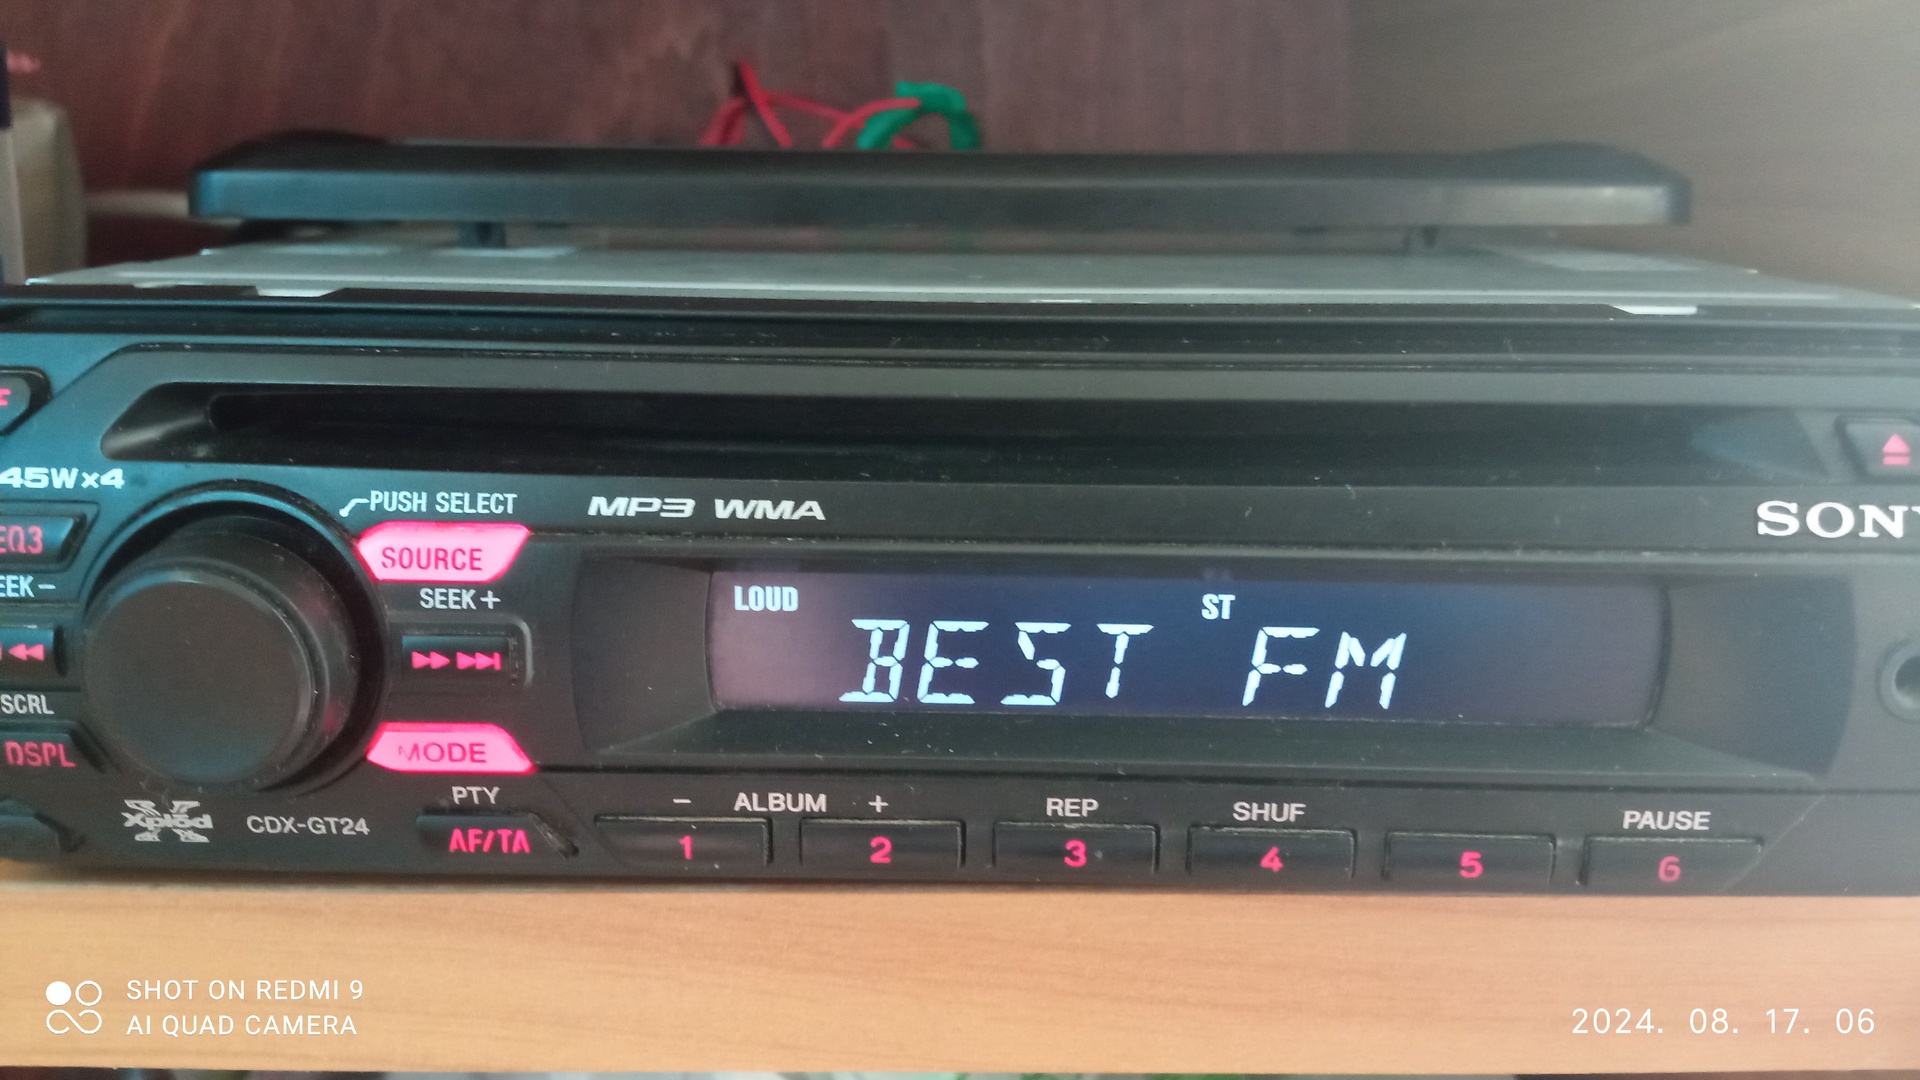 45Wx4
PUSH SELECT
MP3 WMA
SONY
EQ3
SOURCE
SEEK −
SEEK +
LOUD
ST
BEST FM
SCRL
DSPL
MODE
PTY
− ALBUM +
REP
SHUF
PAUSE
Xplod
CDX-GT24
AF/TA
1
2
3
4
5
6
SHOT ON REDMI 9
AI QUAD CAMERA
2024. 08. 17. 06